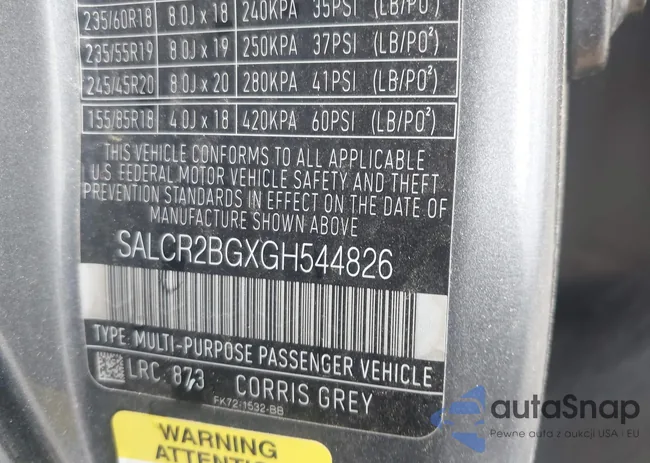 235/60R18 8.0J x 18 240KPA 35PSI (LB/PO²)
235/55R19 8.0J x 19 250KPA 37PSI (LB/PO²)
245/45R20 8.0J x 20 280KPA 41PSI (LB/PO²)
155/85R18 4.0J x 18 420KPA 60PSI (LB/PO²)
THIS VEHICLE CONFORMS TO ALL APPLICABLE
U.S. FEDERAL MOTOR VEHICLE SAFETY AND THEFT
PREVENTION STANDARDS IN EFFECT ON THE DATE OF
MANUFACTURE SHOWN ABOVE
SALCR2BGXGH544826
TYPE: MULTI-PURPOSE PASSENGER VEHICLE
LRC: 873 CORRIS GREY
FK72-1532-BB
WARNING
autaSnap
Pewne auta z aukcji USA - EU